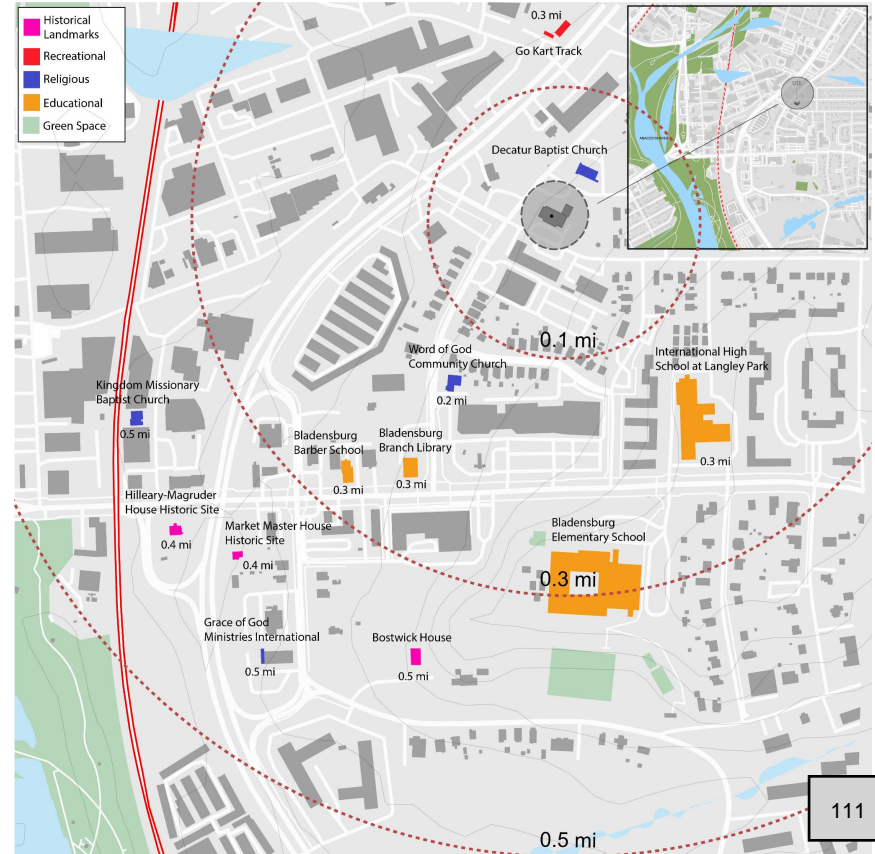 Historical
Landmarks
Recreational
Religious
Educational
Green Space
0.3 mi
Go Kart Track
SITE
ANACOSTIA RIVER
Decatur Baptist Church
0.1 mi
Word of God
Community Church
0.2 mi
International High
School at Langley Park
0.3 mi
Kingdom Missionary
Baptist Church
0.5 mi
Bladensburg
Barber School
0.3 mi
Bladensburg
Branch Library
0.3 mi
Hilleary-Magruder
House Historic Site
0.4 mi
Market Master House
Historic Site
0.4 mi
Bladensburg
Elementary School
0.3 mi
Grace of God
Ministries International
0.5 mi
Bostwick House
0.5 mi
0.5 mi
111